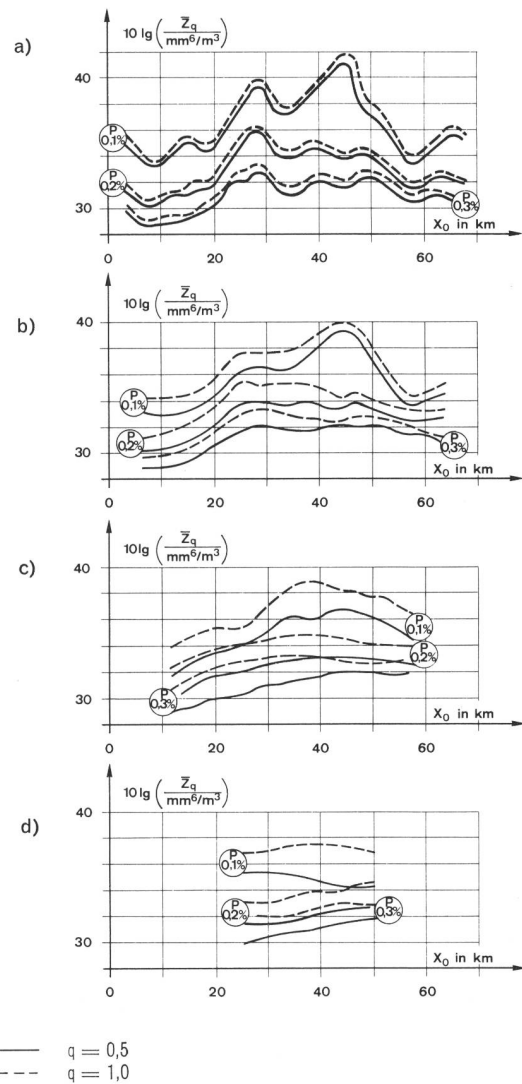 a)
10 lg ( Z̅q / mm⁶/m³ )
40
P 0,1%
P 0,2%
30
P 0,3%
X₀ in km
0 20 40 60
b)
10 lg ( Z̅q / mm⁶/m³ )
40
P 0,1%
P 0,2%
30
P 0,3%
X₀ in km
0 20 40 60
c)
10 lg ( Z̅q / mm⁶/m³ )
40
P 0,1%
P 0,2%
30
P 0,3%
X₀ in km
0 20 40 60
d)
10 lg ( Z̅q / mm⁶/m³ )
40
P 0,1%
P 0,2%
P 0,3%
30
X₀ in km
0 20 40 60
q = 0,5
q = 1,0